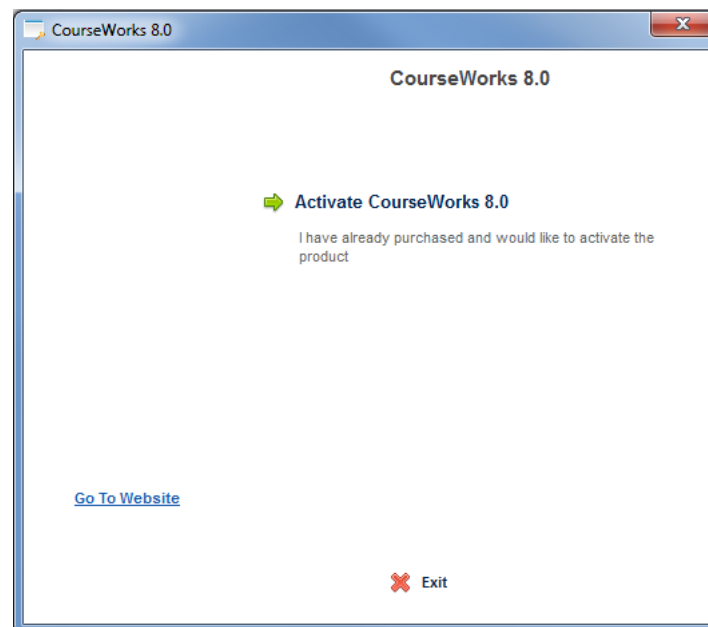 CourseWorks 8.0
CourseWorks 8.0
Activate CourseWorks 8.0
I have already purchased and would like to activate the
product
Go To Website
Exit